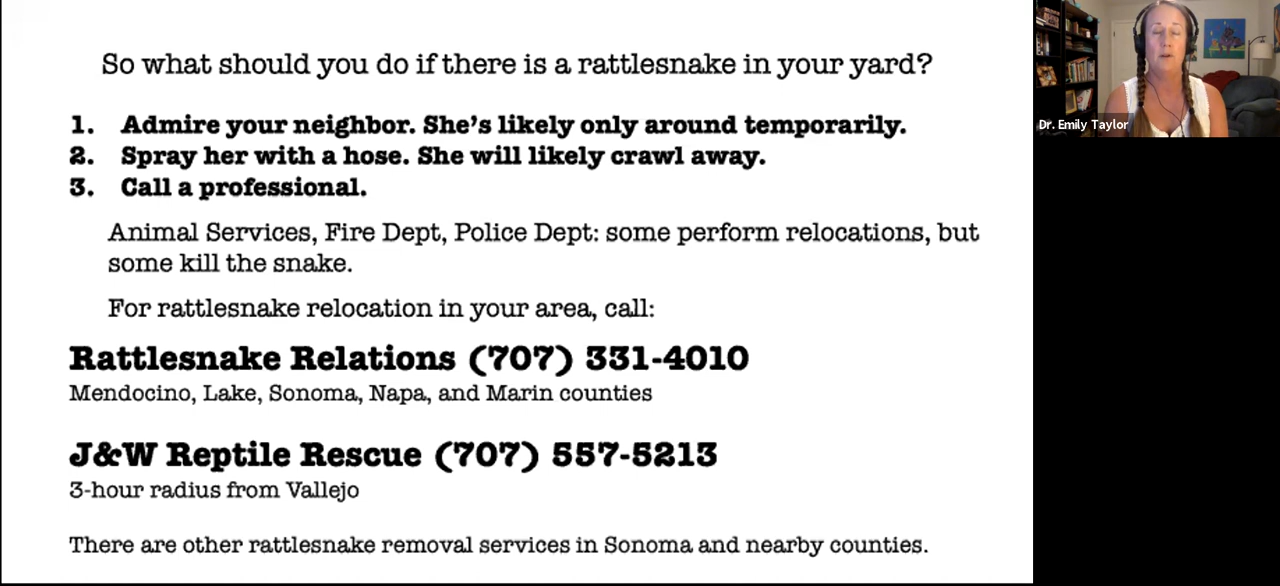 So what should you do if there is a rattlesnake in your yard?
1. Admire your neighbor. She's likely only around temporarily.
2. Spray her with a hose. She will likely crawl away.
3. Call a professional.
Animal Services, Fire Dept, Police Dept: some perform relocations, but
some kill the snake.
For rattlesnake relocation in your area, call:
Rattlesnake Relations (707) 331-4010
Mendocino, Lake, Sonoma, Napa, and Marin counties
J&W Reptile Rescue (707) 557-5213
3-hour radius from Vallejo
There are other rattlesnake removal services in Sonoma and nearby counties.
Dr. Emily Taylor